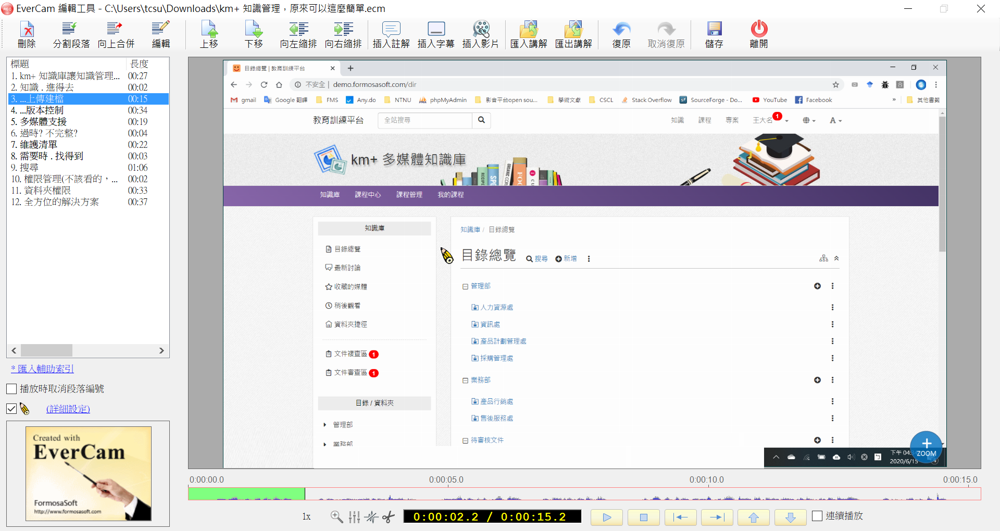 EverCam 編輯工具 - C:\Users\tcsu\Downloads\km+ 知識管理，原來可以這麼簡單.ecm
刪除 分割段落 向上合併 編輯 上移 下移 向左縮排 向右縮排 插入註解 插入字幕 插入影片 匯入講解 匯出講解 復原 取消復原 儲存 離開
標題 長度
1. km+ 知識庫讓知識管理... 00:27
2. 知識 . 進得去 00:02
3. ...上傳建檔 00:15
4. ...版本控制 00:34
5. 多媒體支援 00:19
6. 過時? 不完整? 00:04
7. 維護清單 00:22
8. 需要時 . 找得到 00:03
9. 搜尋 01:06
10. 權限管理(不該看的，... 00:02
11. 資料夾權限 00:33
12. 全方位的解決方案 00:37
* 匯入輔助索引
播放時取消段落編號
(詳細設定)
Created with
EverCam
FormosaSoft
http://www.formosasoft.com
目錄總覽 | 教育訓練平台
不安全 | demo.formosasoft.com/dir
gmail Google 翻譯 FMS Any.do NTNU phpMyAdmin 影音平台open sou... 學術文獻 CSCL Stack Overflow SourceForge - Do... YouTube Facebook » 其他書籤
教育訓練平台 全站搜尋 知識 課程 專案 王大名 1 A
km+ 多媒體知識庫
RECIPES SPO ORGANIC FOO
知識庫 課程中心 課程管理 我的課程
知識庫
目錄總覽
最新討論
收藏的媒體
稍後觀看
資料夾捷徑
文件複查區 1
文件審查區 1
目錄 / 資料夾
管理部
業務部
知識庫 / 目錄總覽
目錄總覽 搜尋 新增
管理部
人力資源處
資訊處
產品計劃管理處
採購管理處
業務部
產品行銷處
售後服務處
待審核文件
ZOOM
下午 04:
2020/6/15
0:00:00.0 0:00:05.0 0:00:10.0 0:00:15.0
1x 0:00:02.2 / 0:00:15.2 連續播放